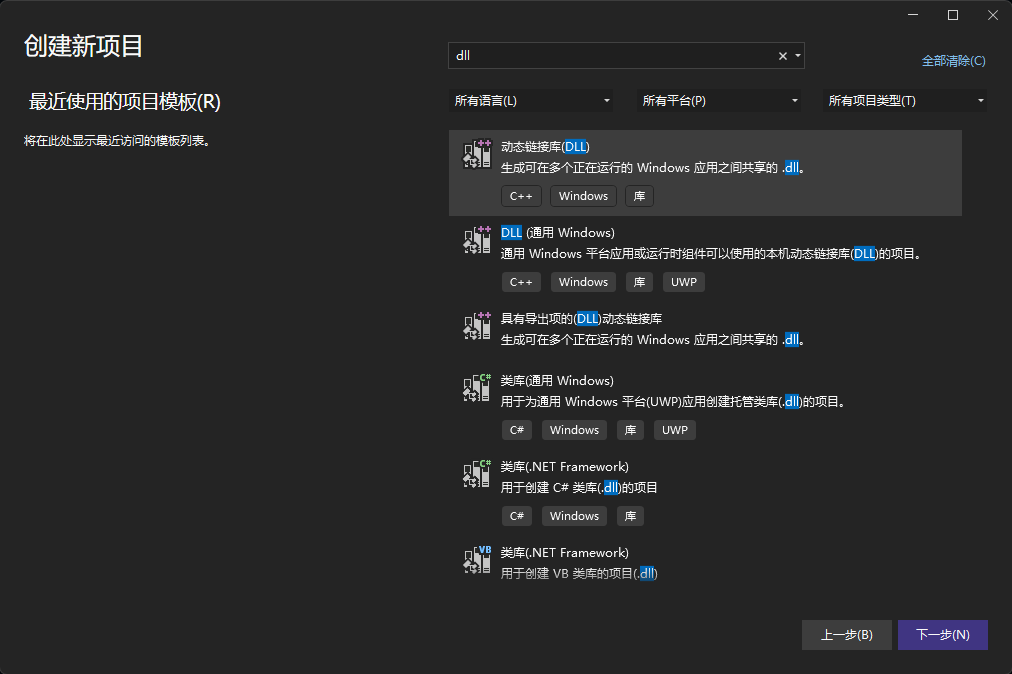 创建新项目
最近使用的项目模板(R)
将在此处显示最近访问的模板列表。
dll
全部清除(C)
所有语言(L)
所有平台(P)
所有项目类型(T)
动态链接库(DLL)
生成可在多个正在运行的 Windows 应用之间共享的 .dll。
C++ Windows 库
DLL (通用 Windows)
通用 Windows 平台应用或运行时组件可以使用的本机动态链接库(DLL)的项目。
C++ Windows 库 UWP
具有导出项的(DLL)动态链接库
生成可在多个正在运行的 Windows 应用之间共享的 .dll。
类库(通用 Windows)
用于为通用 Windows 平台(UWP)应用创建托管类库(.dll)的项目。
C# Windows 库 UWP
类库(.NET Framework)
用于创建 C# 类库(.dll)的项目
C# Windows 库
VB
类库(.NET Framework)
用于创建 VB 类库的项目(.dll)
上一步(B)
下一步(N)